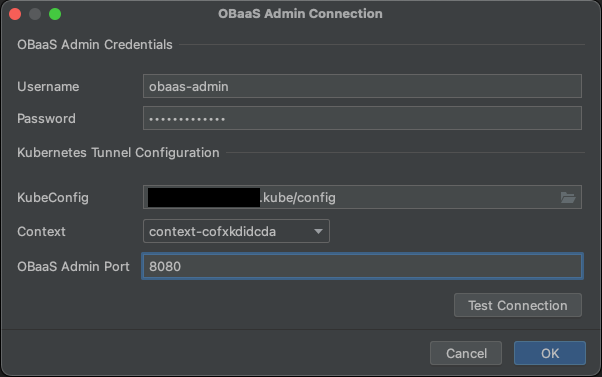 OBaaS Admin Connection
OBaaS Admin Credentials
Username obaas-admin
Password •••••••••••••
Kubernetes Tunnel Configuration
KubeConfig .kube/config
Context context-cofxkdidcda
OBaaS Admin Port 8080
Test Connection
Cancel OK